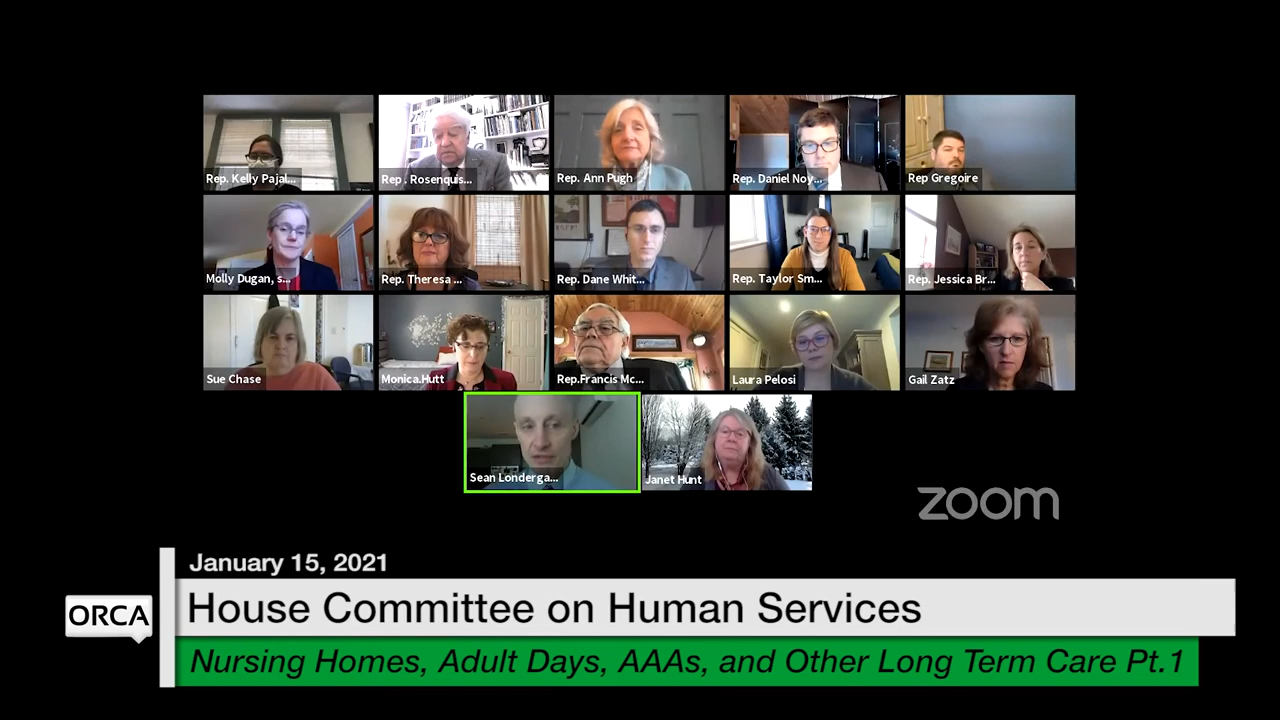 Rep. Kelly Pajal...
Rep . Rosenquis...
Rep. Ann Pugh
Rep. Daniel Noy...
Rep Gregoire
Molly Dugan, s...
Rep. Theresa ...
Rep. Dane Whit...
Rep. Taylor Sm...
Rep. Jessica Br...
Sue Chase
Monica.Hutt
Rep.Francis Mc...
Laura Pelosi
Gail Zatz
Sean Londerga...
Janet Hunt
zoom
January 15, 2021
ORCA
House Committee on Human Services
Nursing Homes, Adult Days, AAAs, and Other Long Term Care Pt.1